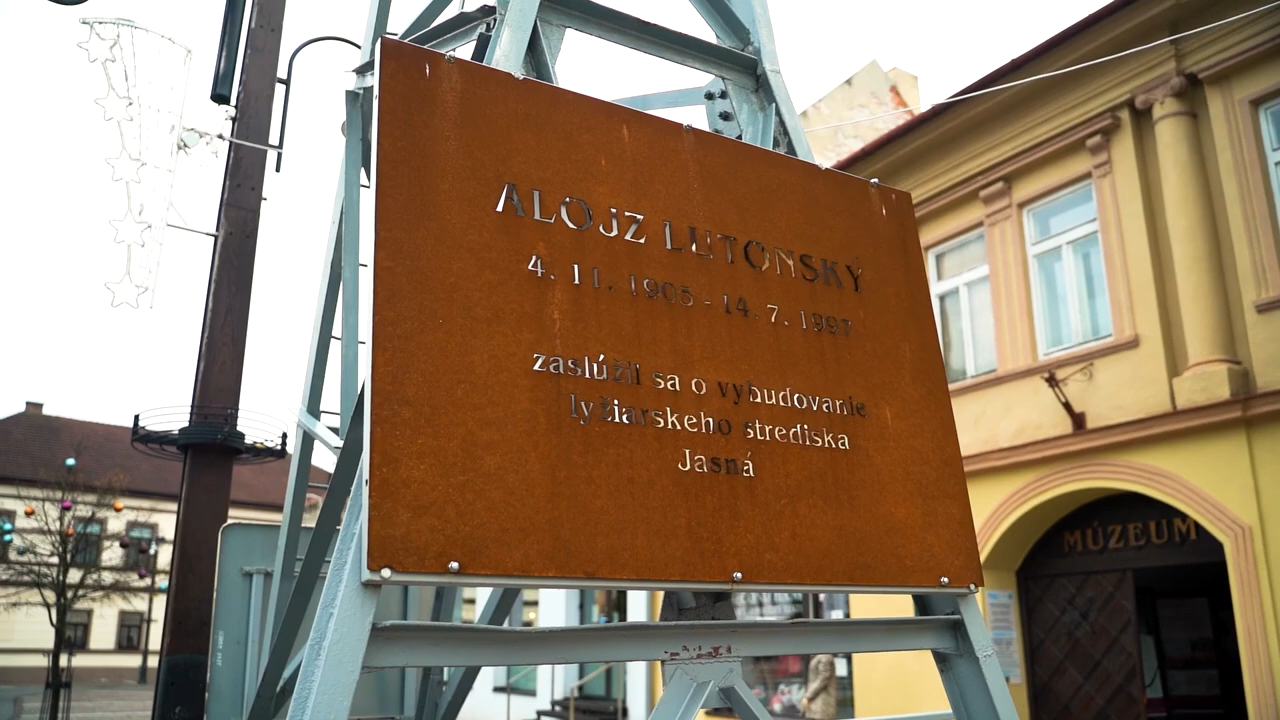 ALOJZ LUTONSKÝ
4. 11. 1905 - 14. 7. 1997
zaslúžil sa o vybudovanie
lyžiarskeho strediska
Jasná
MÚZEUM